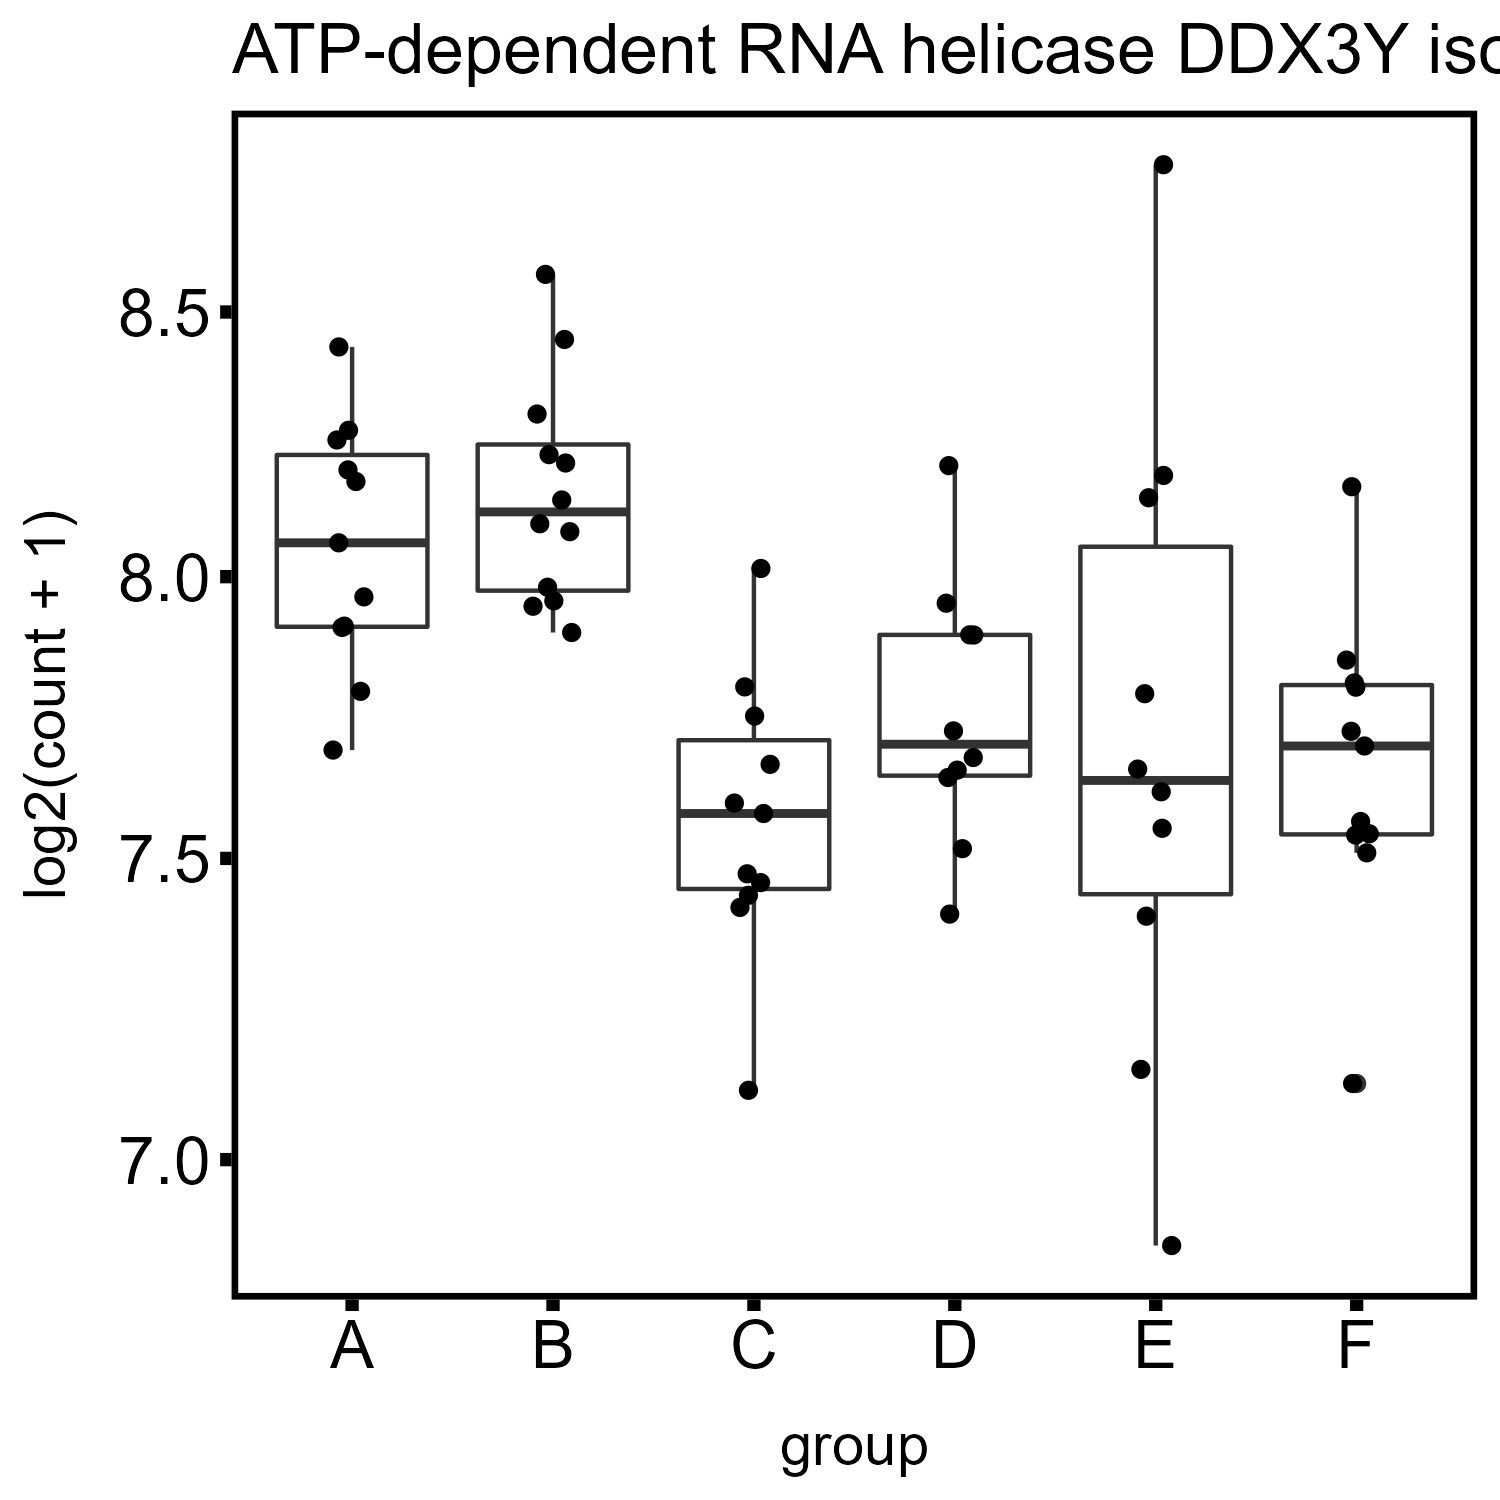 ATP-dependent RNA helicase DDX3Y iso
log2(count + 1)
8.5
8.0
7.5
7.0
A B C D E F
group